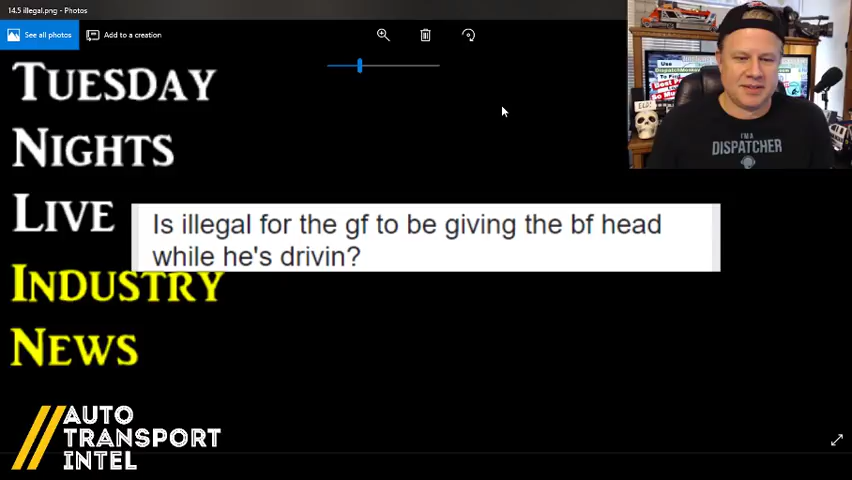 14.5 illegal.png - Photos
See all photos
Add to a creation
TUESDAY
NIGHTS
LIVE
Is illegal for the gf to be giving the bf head
while he's drivin?
INDUSTRY
NEWS
AUTO
TRANSPORT
INTEL
I'M A
DISPATCHER